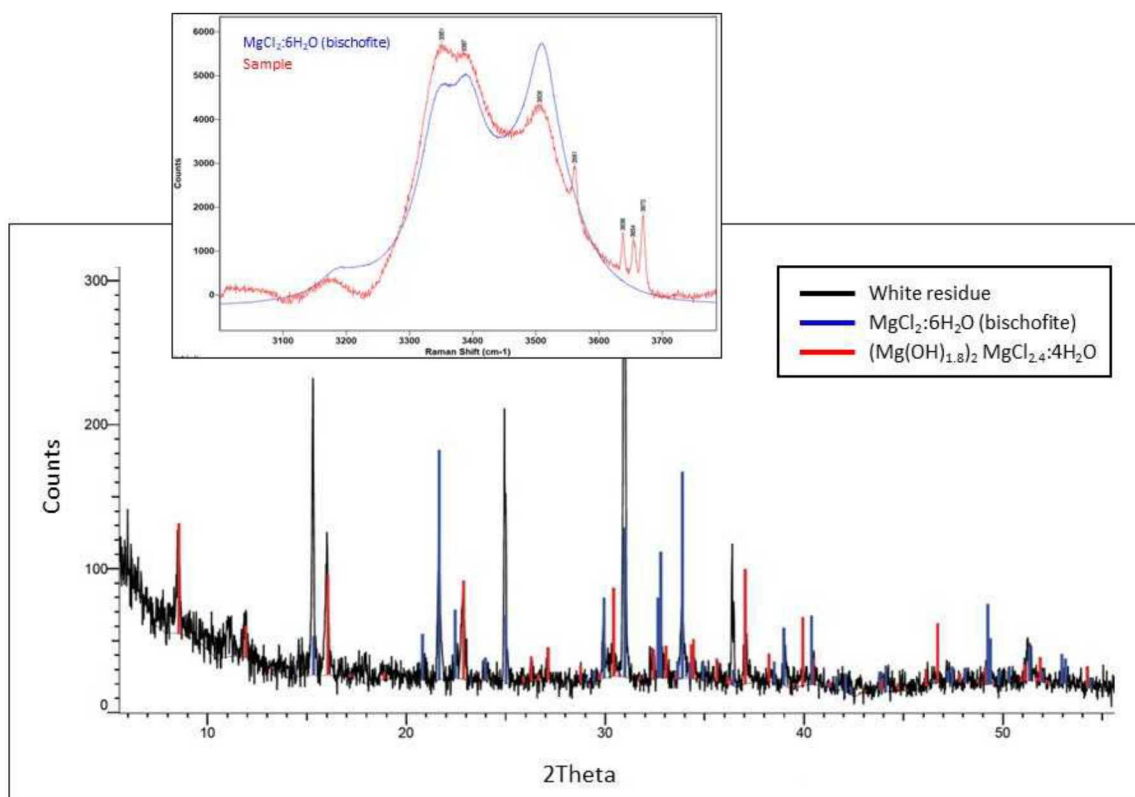 6000
5000
4000
3000
2000
1000
0
Counts
MgCl₂:6H₂O (bischofite)
Sample
3100
3200
3300
3400
3500
3600
3700
Raman Shift (cm-1)
300
200
100
0
Counts
White residue
MgCl₂:6H₂O (bischofite)
(Mg(OH)₁.₈)₂ MgCl₂.₄:4H₂O
10
20
30
40
50
2Theta